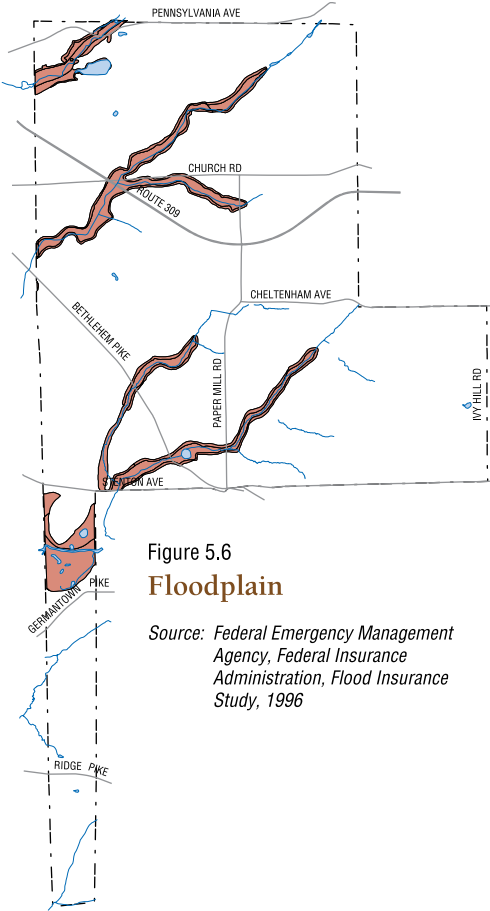 PENNSYLVANIA AVE
CHURCH RD
ROUTE 309
CHELTENHAM AVE
BETHLEHEM PIKE
PAPER MILL RD
IVY HILL RD
STENTON AVE
Figure 5.6
Floodplain
GERMANTOWN PIKE
Source: Federal Emergency Management
Agency, Federal Insurance
Administration, Flood Insurance
Study, 1996
RIDGE PIKE